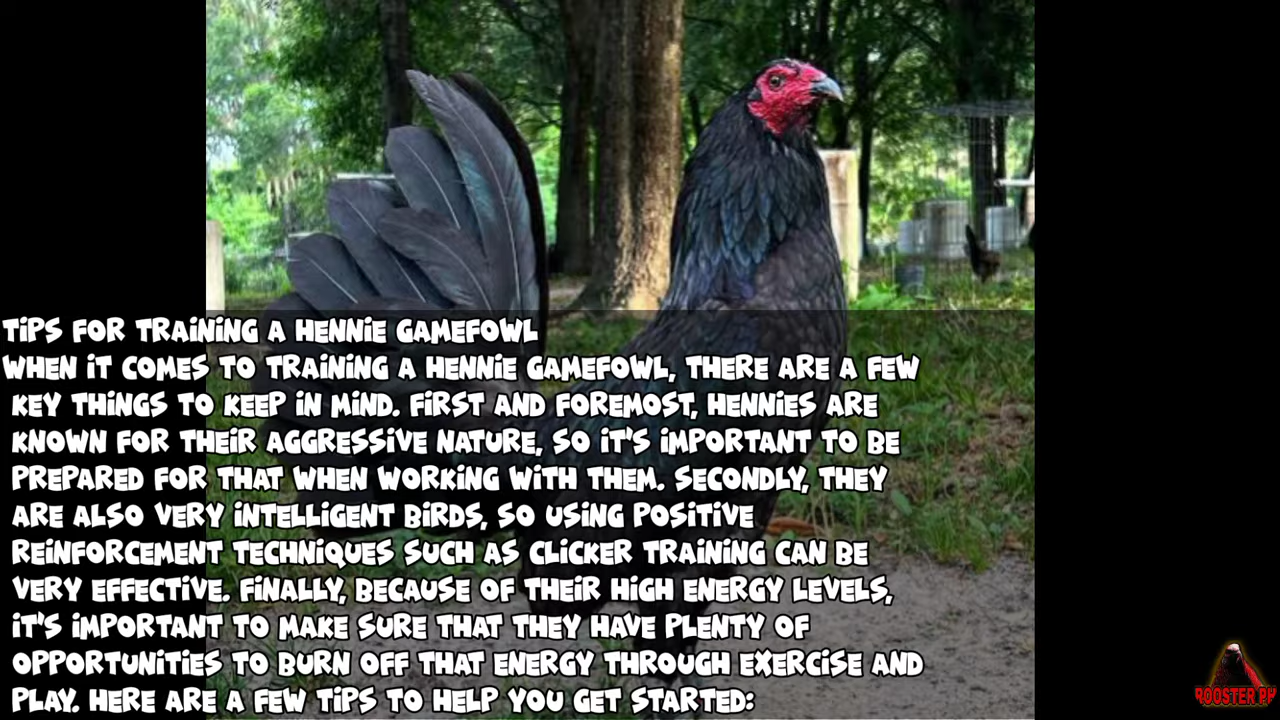 TIPS FOR TRAINING A HENNIE GAMEFOWL
WHEN IT COMES TO TRAINING A HENNIE GAMEFOWL, THERE ARE A FEW
KEY THINGS TO KEEP IN MIND. FIRST AND FOREMOST, HENNIES ARE
KNOWN FOR THEIR AGGRESSIVE NATURE, SO IT'S IMPORTANT TO BE
PREPARED FOR THAT WHEN WORKING WITH THEM. SECONDLY, THEY
ARE ALSO VERY INTELLIGENT BIRDS, SO USING POSITIVE
REINFORCEMENT TECHNIQUES SUCH AS CLICKER TRAINING CAN BE
VERY EFFECTIVE. FINALLY, BECAUSE OF THEIR HIGH ENERGY LEVELS,
IT'S IMPORTANT TO MAKE SURE THAT THEY HAVE PLENTY OF
OPPORTUNITIES TO BURN OFF THAT ENERGY THROUGH EXERCISE AND
PLAY. HERE ARE A FEW TIPS TO HELP YOU GET STARTED:
ROOSTER PH